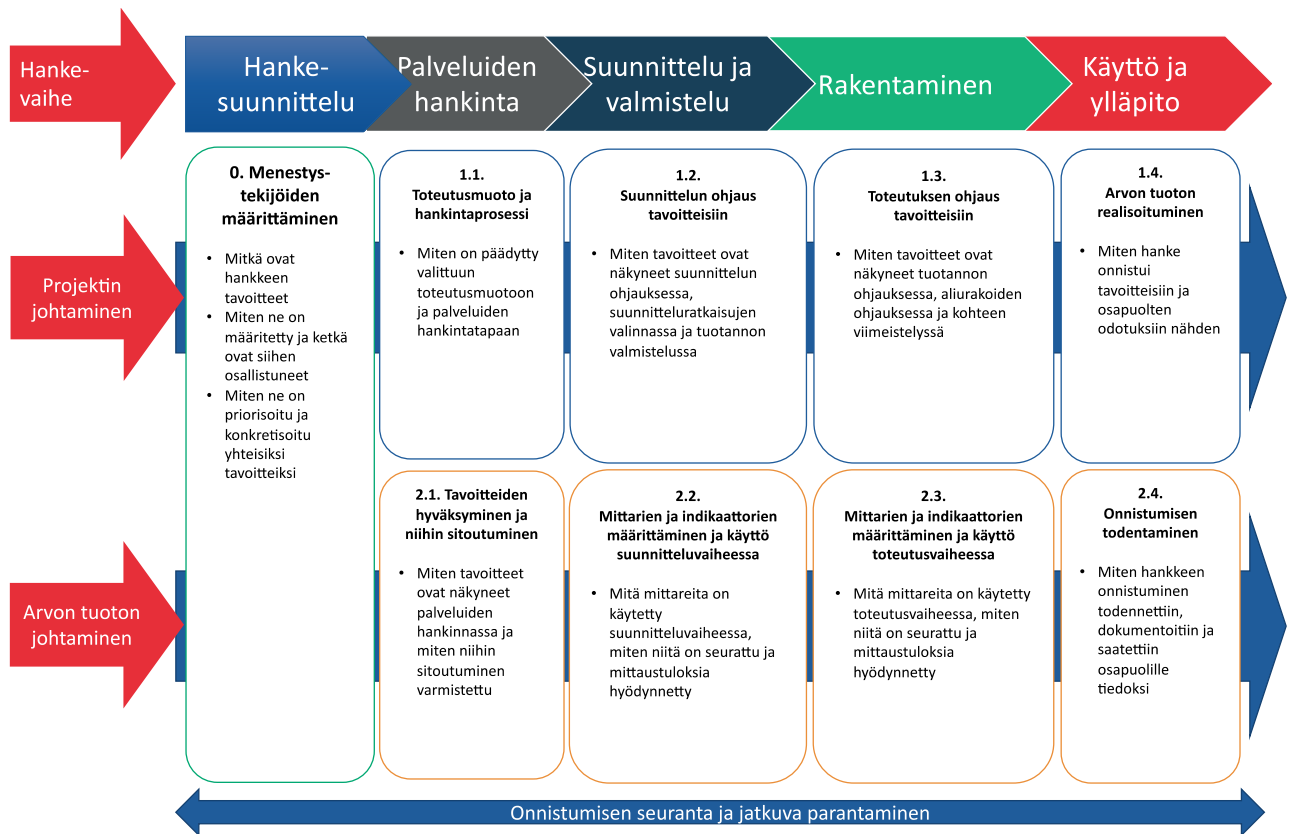 Hanke-
vaihe
Hanke-
suunnittelu
Palveluiden
hankinta
Suunnittelu ja
valmistelu
Rakentaminen
Käyttö ja
ylläpito
Projektin
johtaminen
0. Menestys-
tekijöiden
määrittäminen
• Mitkä ovat
hankkeen
tavoitteet
• Miten ne on
määritetty ja ketkä
ovat siihen
osallistuneet
• Miten ne on
priorisoitu ja
konkretisoitu
yhteisiksi
tavoitteiksi
1.1.
Toteutusmuoto ja
hankintaprosessi
• Miten on päädytty
valittuun
toteutusmuotoon
ja palveluiden
hankintatapaan
1.2.
Suunnittelun ohjaus
tavoitteisiin
• Miten tavoitteet ovat
näkyneet suunnittelun
ohjauksessa,
suunnitteluratkaisujen
valinnassa ja tuotannon
valmistelussa
1.3.
Toteutuksen ohjaus
tavoitteisiin
• Miten tavoitteet ovat
näkyneet tuotannon
ohjauksessa, aliurakoiden
ohjauksessa ja kohteen
viimeistelyssä
1.4.
Arvon tuoton
realisoituminen
• Miten hanke
onnistui
tavoitteisiin ja
osapuolten
odotuksiin nähden
Arvon tuoton
johtaminen
2.1. Tavoitteiden
hyväksyminen ja
niihin sitoutuminen
• Miten tavoitteet
ovat näkyneet
palveluiden
hankinnassa ja
miten niihin
sitoutuminen
varmistettu
2.2.
Mittarien ja indikaattorien
määrittäminen ja käyttö
suunnitteluvaiheessa
• Mitä mittareita on
käytetty
suunnitteluvaiheessa,
miten niitä on seurattu ja
mittaustuloksia
hyödynnetty
2.3.
Mittarien ja indikaattorien
määrittäminen ja käyttö
toteutusvaiheessa
• Mitä mittareita on käytetty
toteutusvaiheessa, miten
niitä on seurattu ja
mittaustuloksia
hyödynnetty
2.4.
Onnistumisen
todentaminen
• Miten hankkeen
onnistuminen
todennettiin,
dokumentoitiin ja
saatettiin
osapuolille
tiedoksi
Onnistumisen seuranta ja jatkuva parantaminen